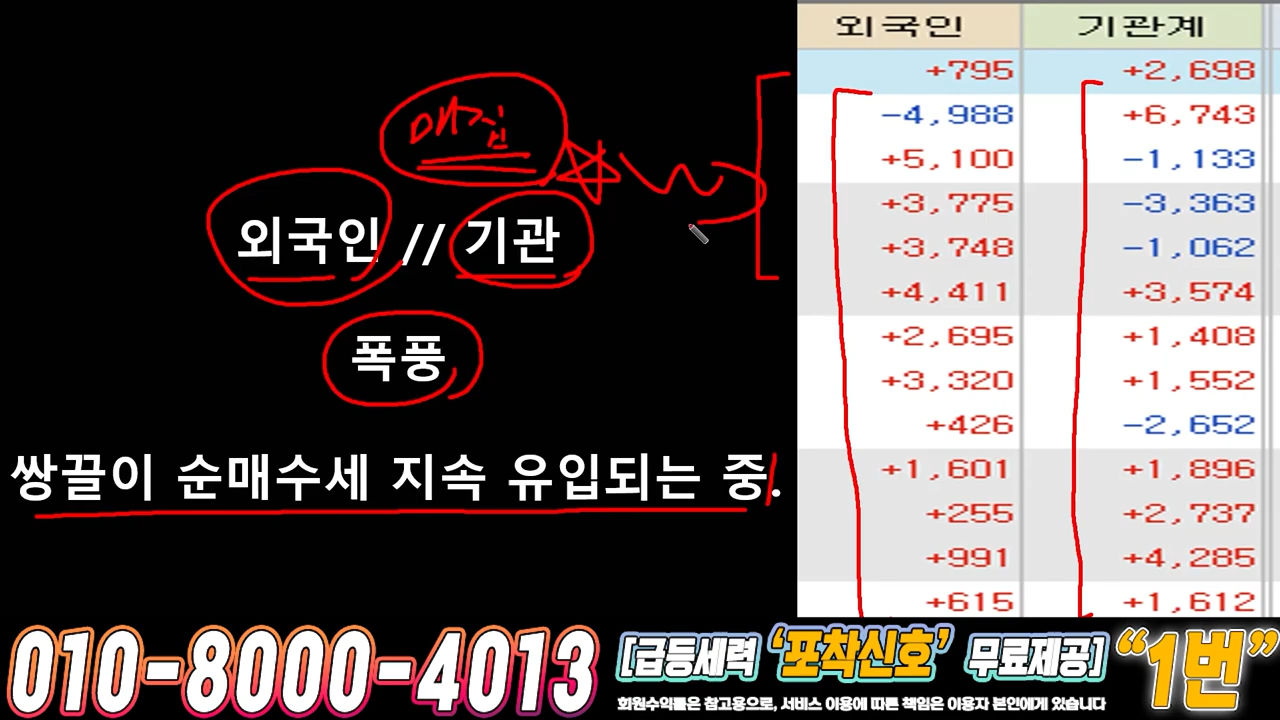 매집
외국인 // 기관
폭풍
쌍끌이 순매수세 지속 유입되는 중.
외국인 기관계
+795 +2,698
-4,988 +6,743
+5,100 -1,133
+3,775 -3,363
+3,748 -1,062
+4,411 +3,574
+2,695 +1,408
+3,320 +1,552
+426 -2,652
+1,601 +1,896
+255 +2,737
+991 +4,285
+615 +1,612
010-8000-4013
[급등세력 '포착신호' 무료제공] "1번"
회원수익률은 참고용으로, 서비스 이용에 따른 책임은 이용자 본인에게 있습니다